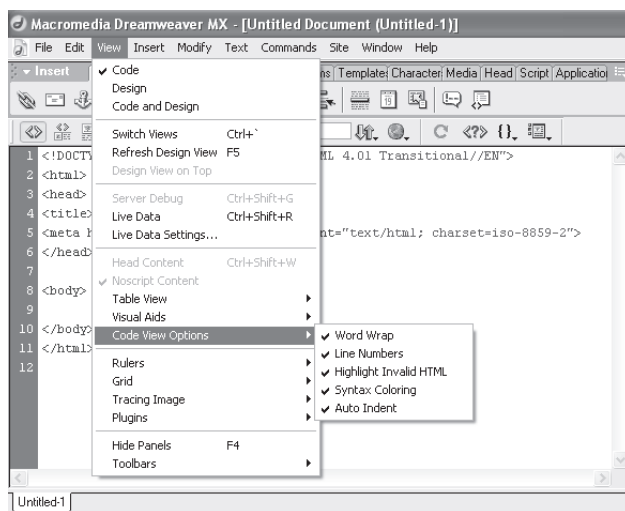 Macromedia Dreamweaver MX - [Untitled Document (Untitled-1)]
File Edit View Insert Modify Text Commands Site Window Help
Insert Template Character Media Head Script Applicatio
Code
Design
Code and Design
Switch Views Ctrl+`
Refresh Design View F5
Design View on Top
Server Debug Ctrl+Shift+G
Live Data Ctrl+Shift+R
Live Data Settings...
Head Content Ctrl+Shift+W
Noscript Content
Table View
Visual Aids
Code View Options
Rulers
Grid
Tracing Image
Plugins
Hide Panels F4
Toolbars
Word Wrap
Line Numbers
Highlight Invalid HTML
Syntax Coloring
Auto Indent
1 <!DOCTY ML 4.01 Transitional//EN">
2 <html>
3 <head>
4 <title>
5 <meta h nt="text/html; charset=iso-8859-2">
6 </head>
7
8 <body>
9
10 </body>
11 </html>
12
Untitled-1